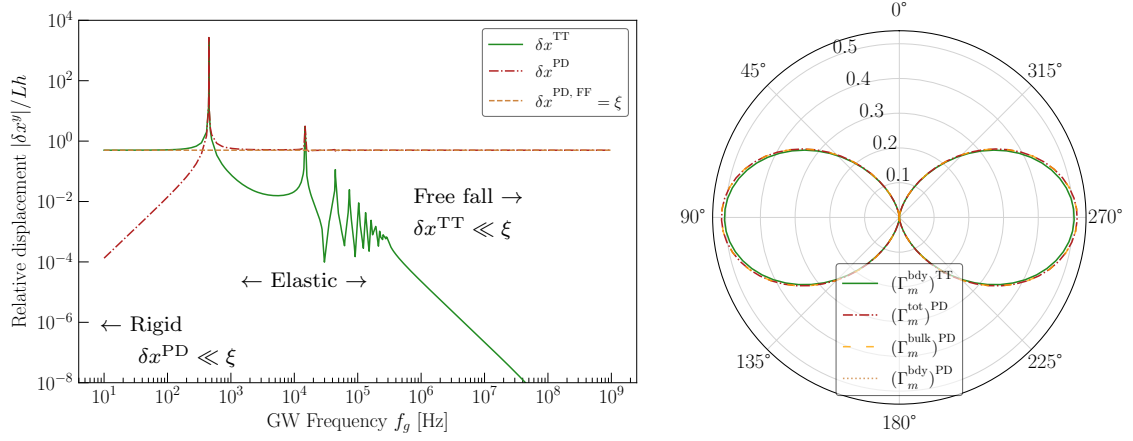 Relative displacement |δx^y|/Lh
10^4
10^2
10^0
10^−2
10^−4
10^−6
10^−8
δx^TT
δx^PD
δx^PD, FF = ξ
Free fall →
δx^TT ≪ ξ
← Elastic →
← Rigid
δx^PD ≪ ξ
10^1 10^2 10^3 10^4 10^5 10^6 10^7 10^8 10^9
GW Frequency f_g [Hz]
0°
45° 315°
0.5
0.4
0.3
0.2
0.1
90° 270°
(Γ_m^bdy)^TT
(Γ_m^tot)^PD
(Γ_m^bulk)^PD
(Γ_m^bdy)^PD
135° 225°
180°